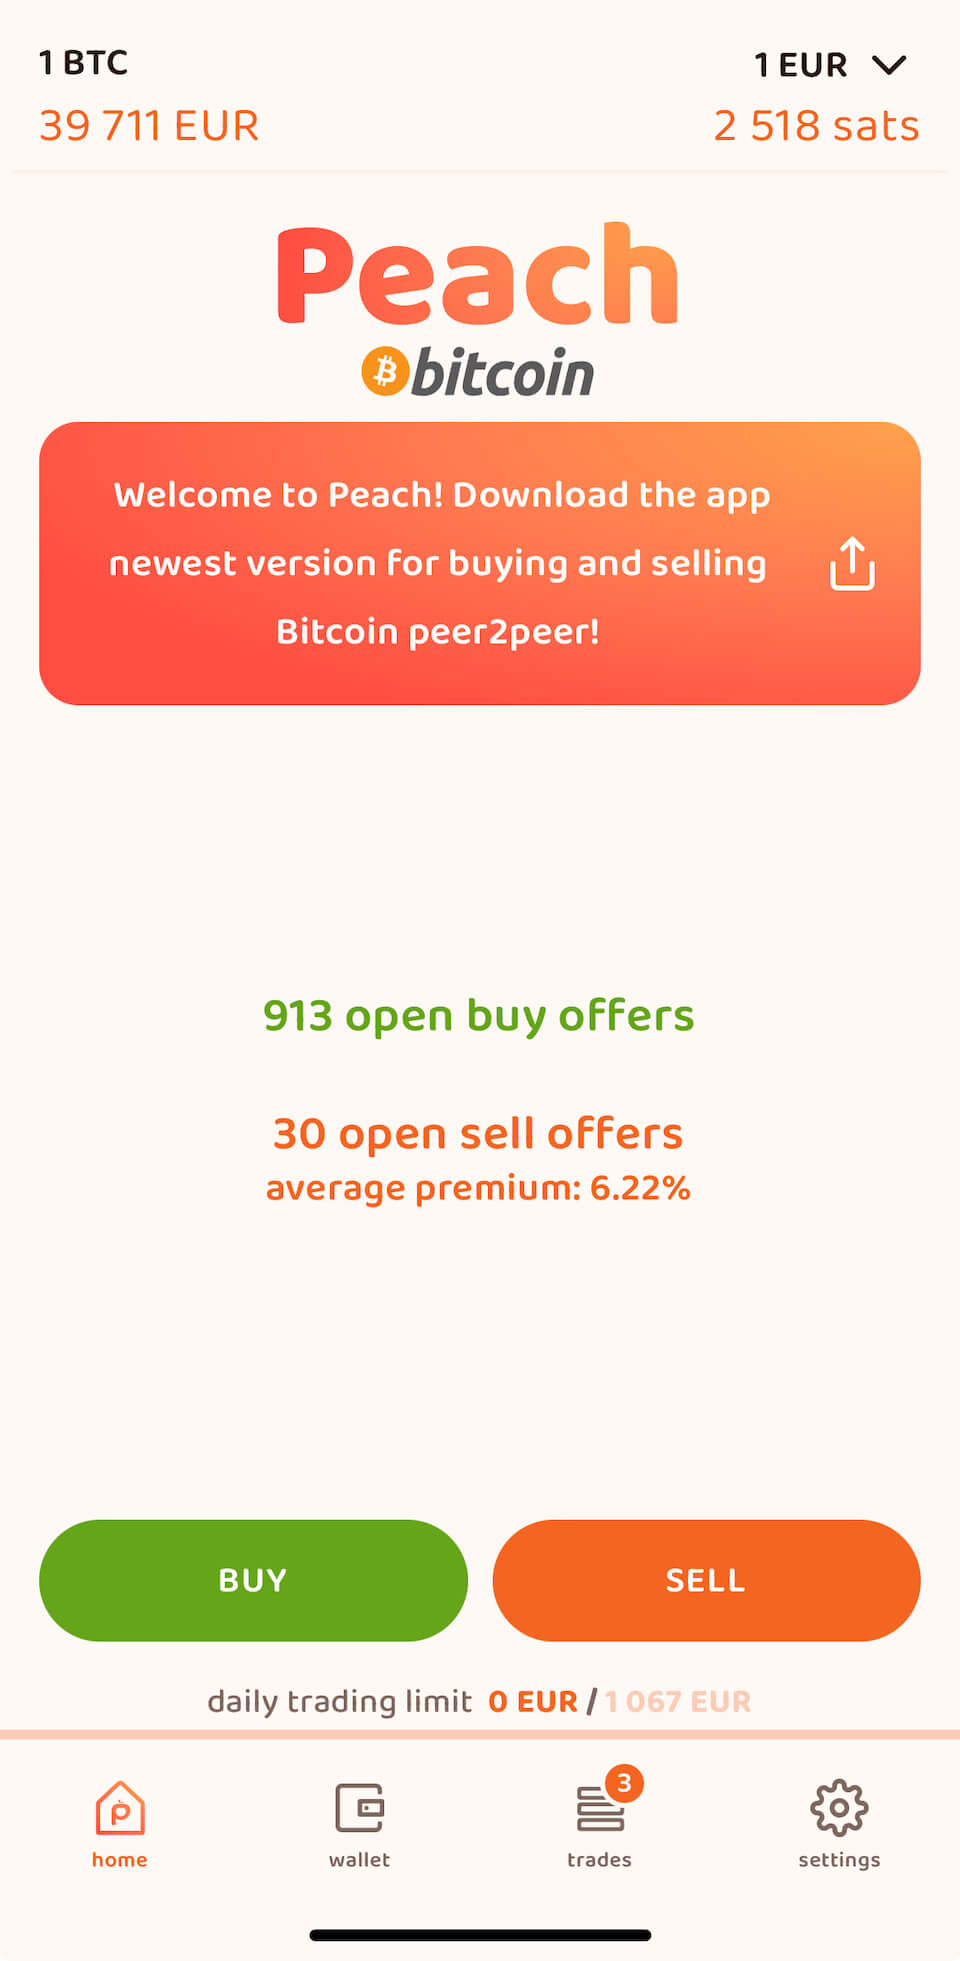 1 BTC
1 EUR
39 711 EUR
2 518 sats
Peach
bitcoin
Welcome to Peach! Download the app
newest version for buying and selling
Bitcoin peer2peer!
913 open buy offers
30 open sell offers
average premium: 6.22%
BUY
SELL
daily trading limit 0 EUR / 1 067 EUR
3
home
wallet
trades
settings